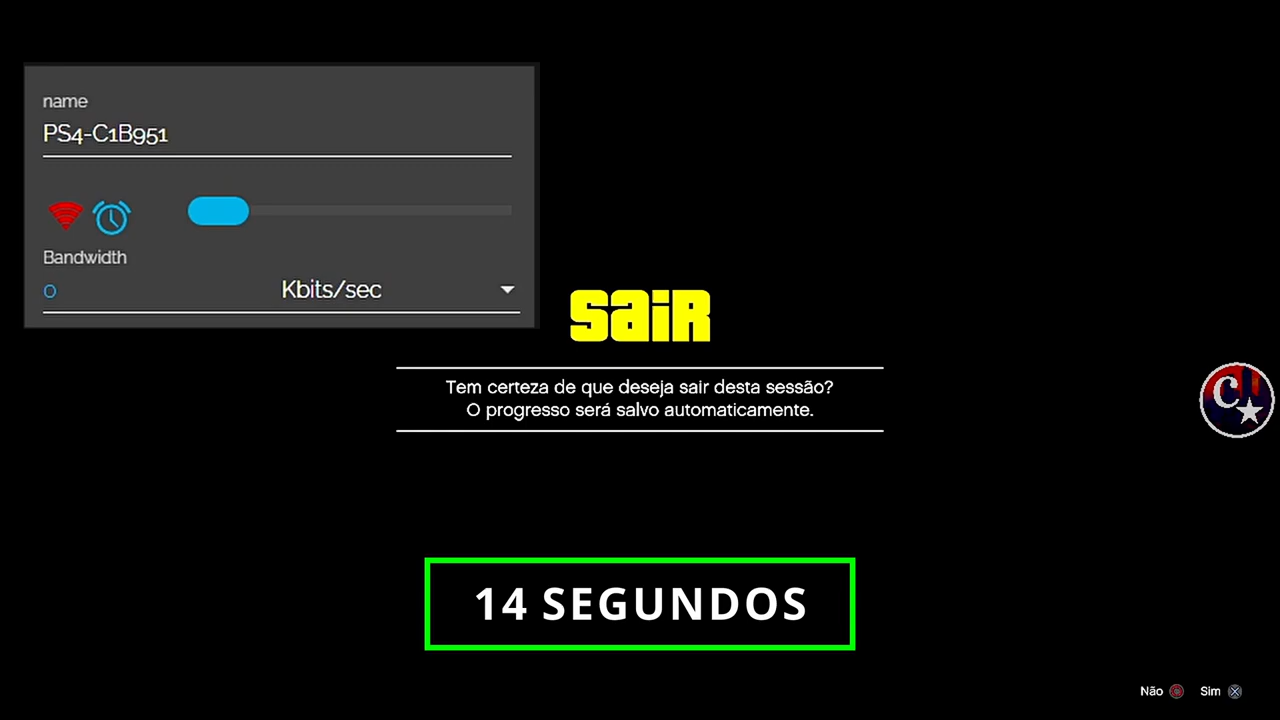 name
PS4-C1B951
Bandwidth
0 Kbits/sec
saiR
Tem certeza de que deseja sair desta sessão?
O progresso será salvo automaticamente.
C
14 SEGUNDOS
Não Sim